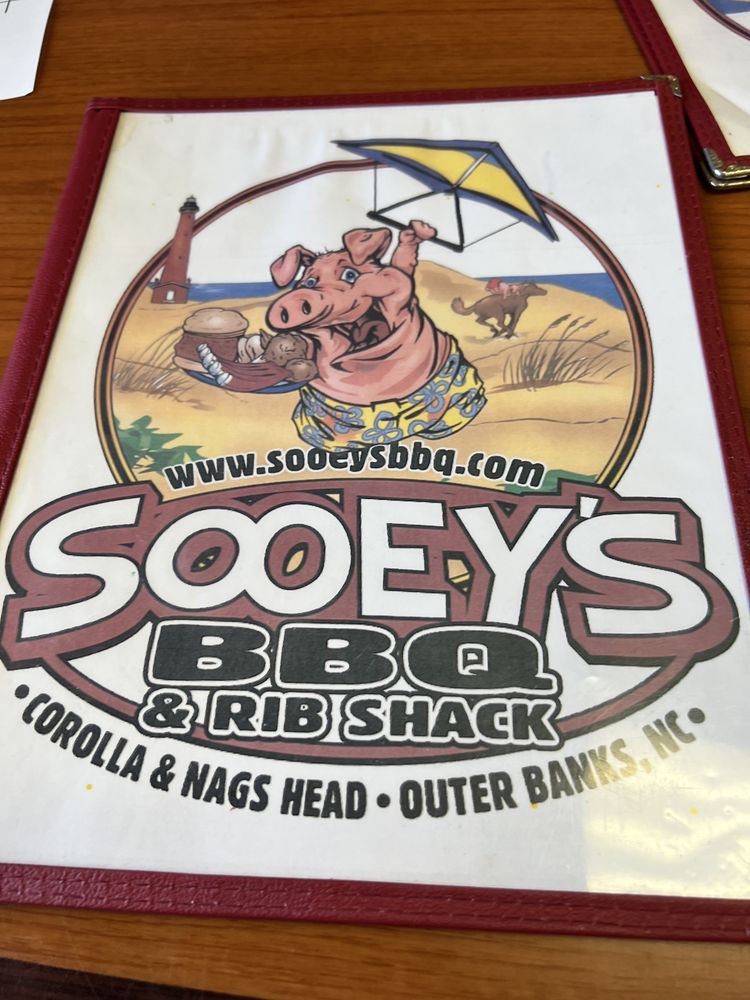 www.sooeysbbq.com
SOOEY'S
BBQ
& RIB SHACK
• COROLLA & NAGS HEAD • OUTER BANKS, NC •